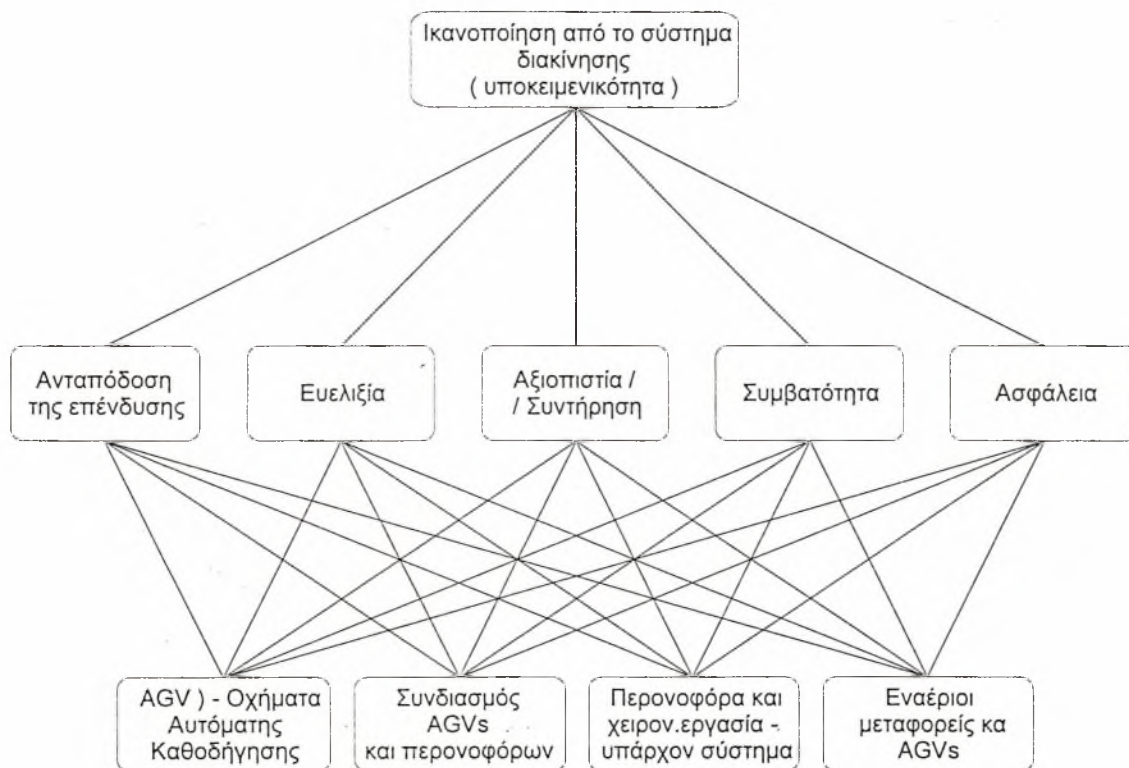 Ικανοποίηση από το σύστημα
διακίνησης
( υποκειμενικότητα )
Ανταπόδοση
της επένδυσης
Ευελιξία
Αξιοπιστία /
/ Συντήρηση
Συμβατότητα
Ασφάλεια
AGV ) - Οχήματα
Αυτόματης
Καθοδήγησης
Συνδιασμός
AGVs
και περονοφόρων
Περονοφόρα και
χειρον.εργασία -
υπάρχον σύστημα
Εναέριοι
μεταφορείς κα
AGVs